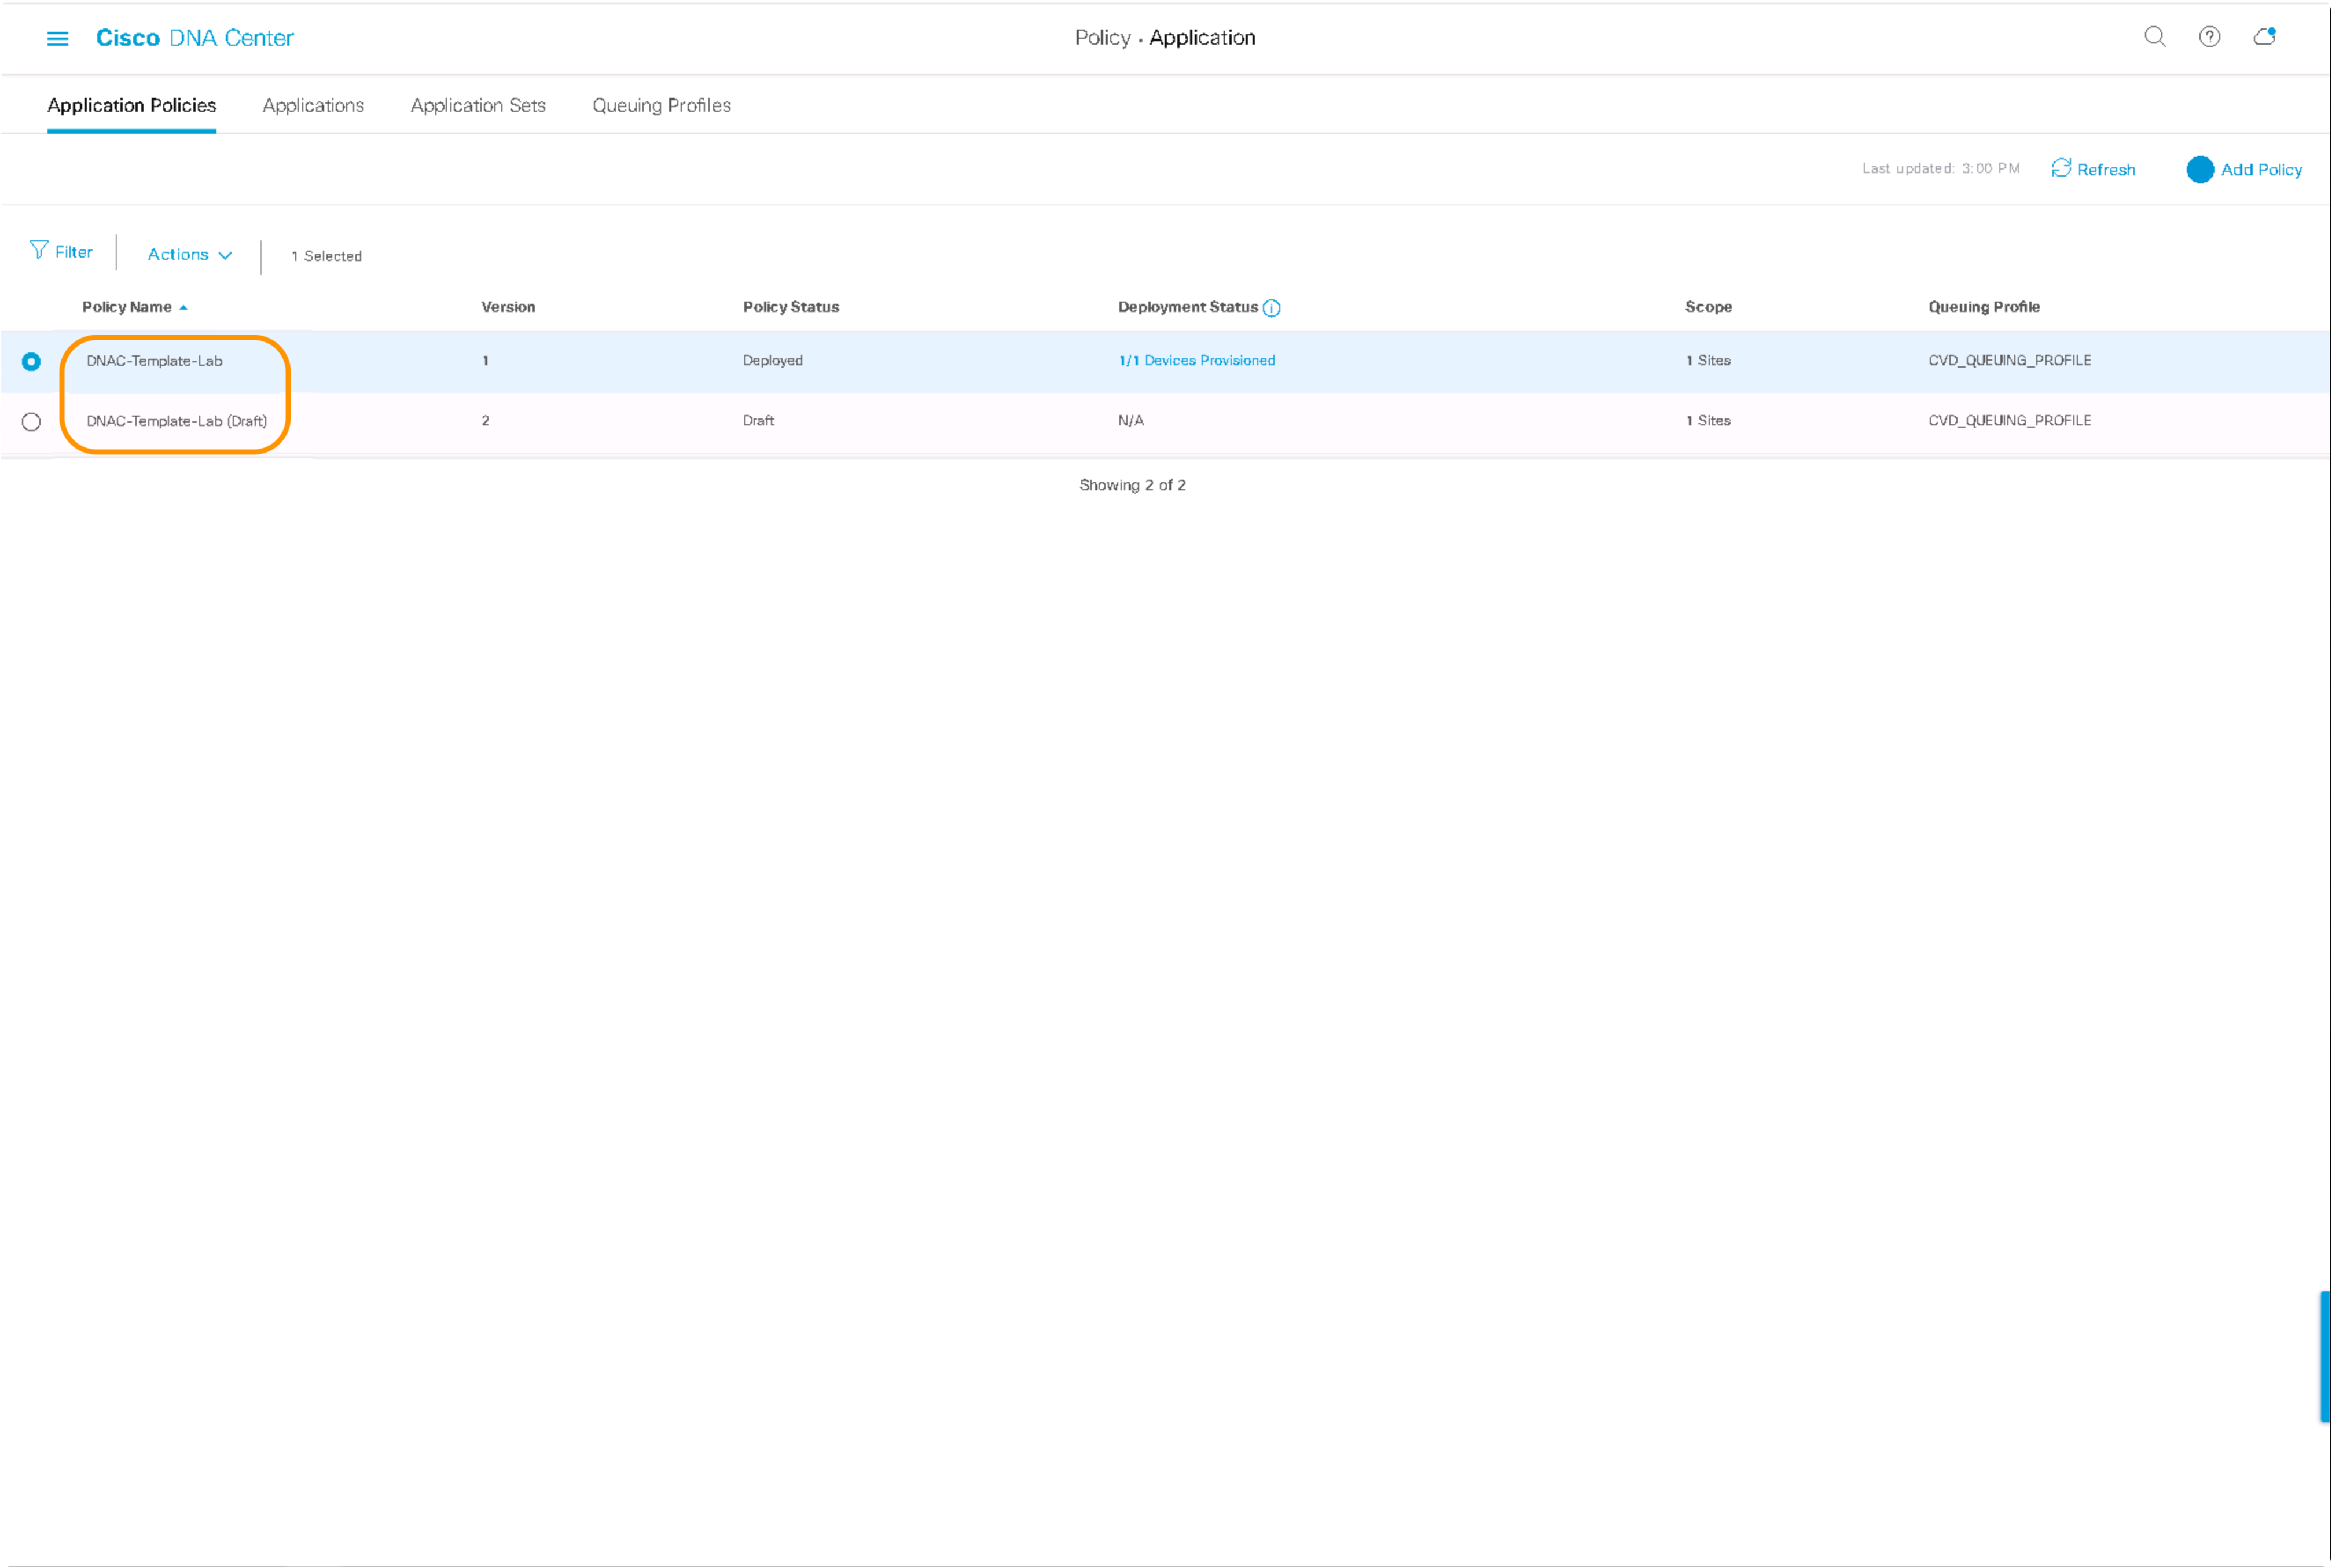 Cisco DNA Center
Policy · Application
Application Policies Applications Application Sets Queuing Profiles
Last updated: 3:00 PM Refresh Add Policy
Filter Actions 1 Selected
Policy Name Version Policy Status Deployment Status Scope Queuing Profile
DNAC-Template-Lab 1 Deployed 1/1 Devices Provisioned 1 Sites CVD_QUEUING_PROFILE
DNAC-Template-Lab (Draft) 2 Draft N/A 1 Sites CVD_QUEUING_PROFILE
Showing 2 of 2